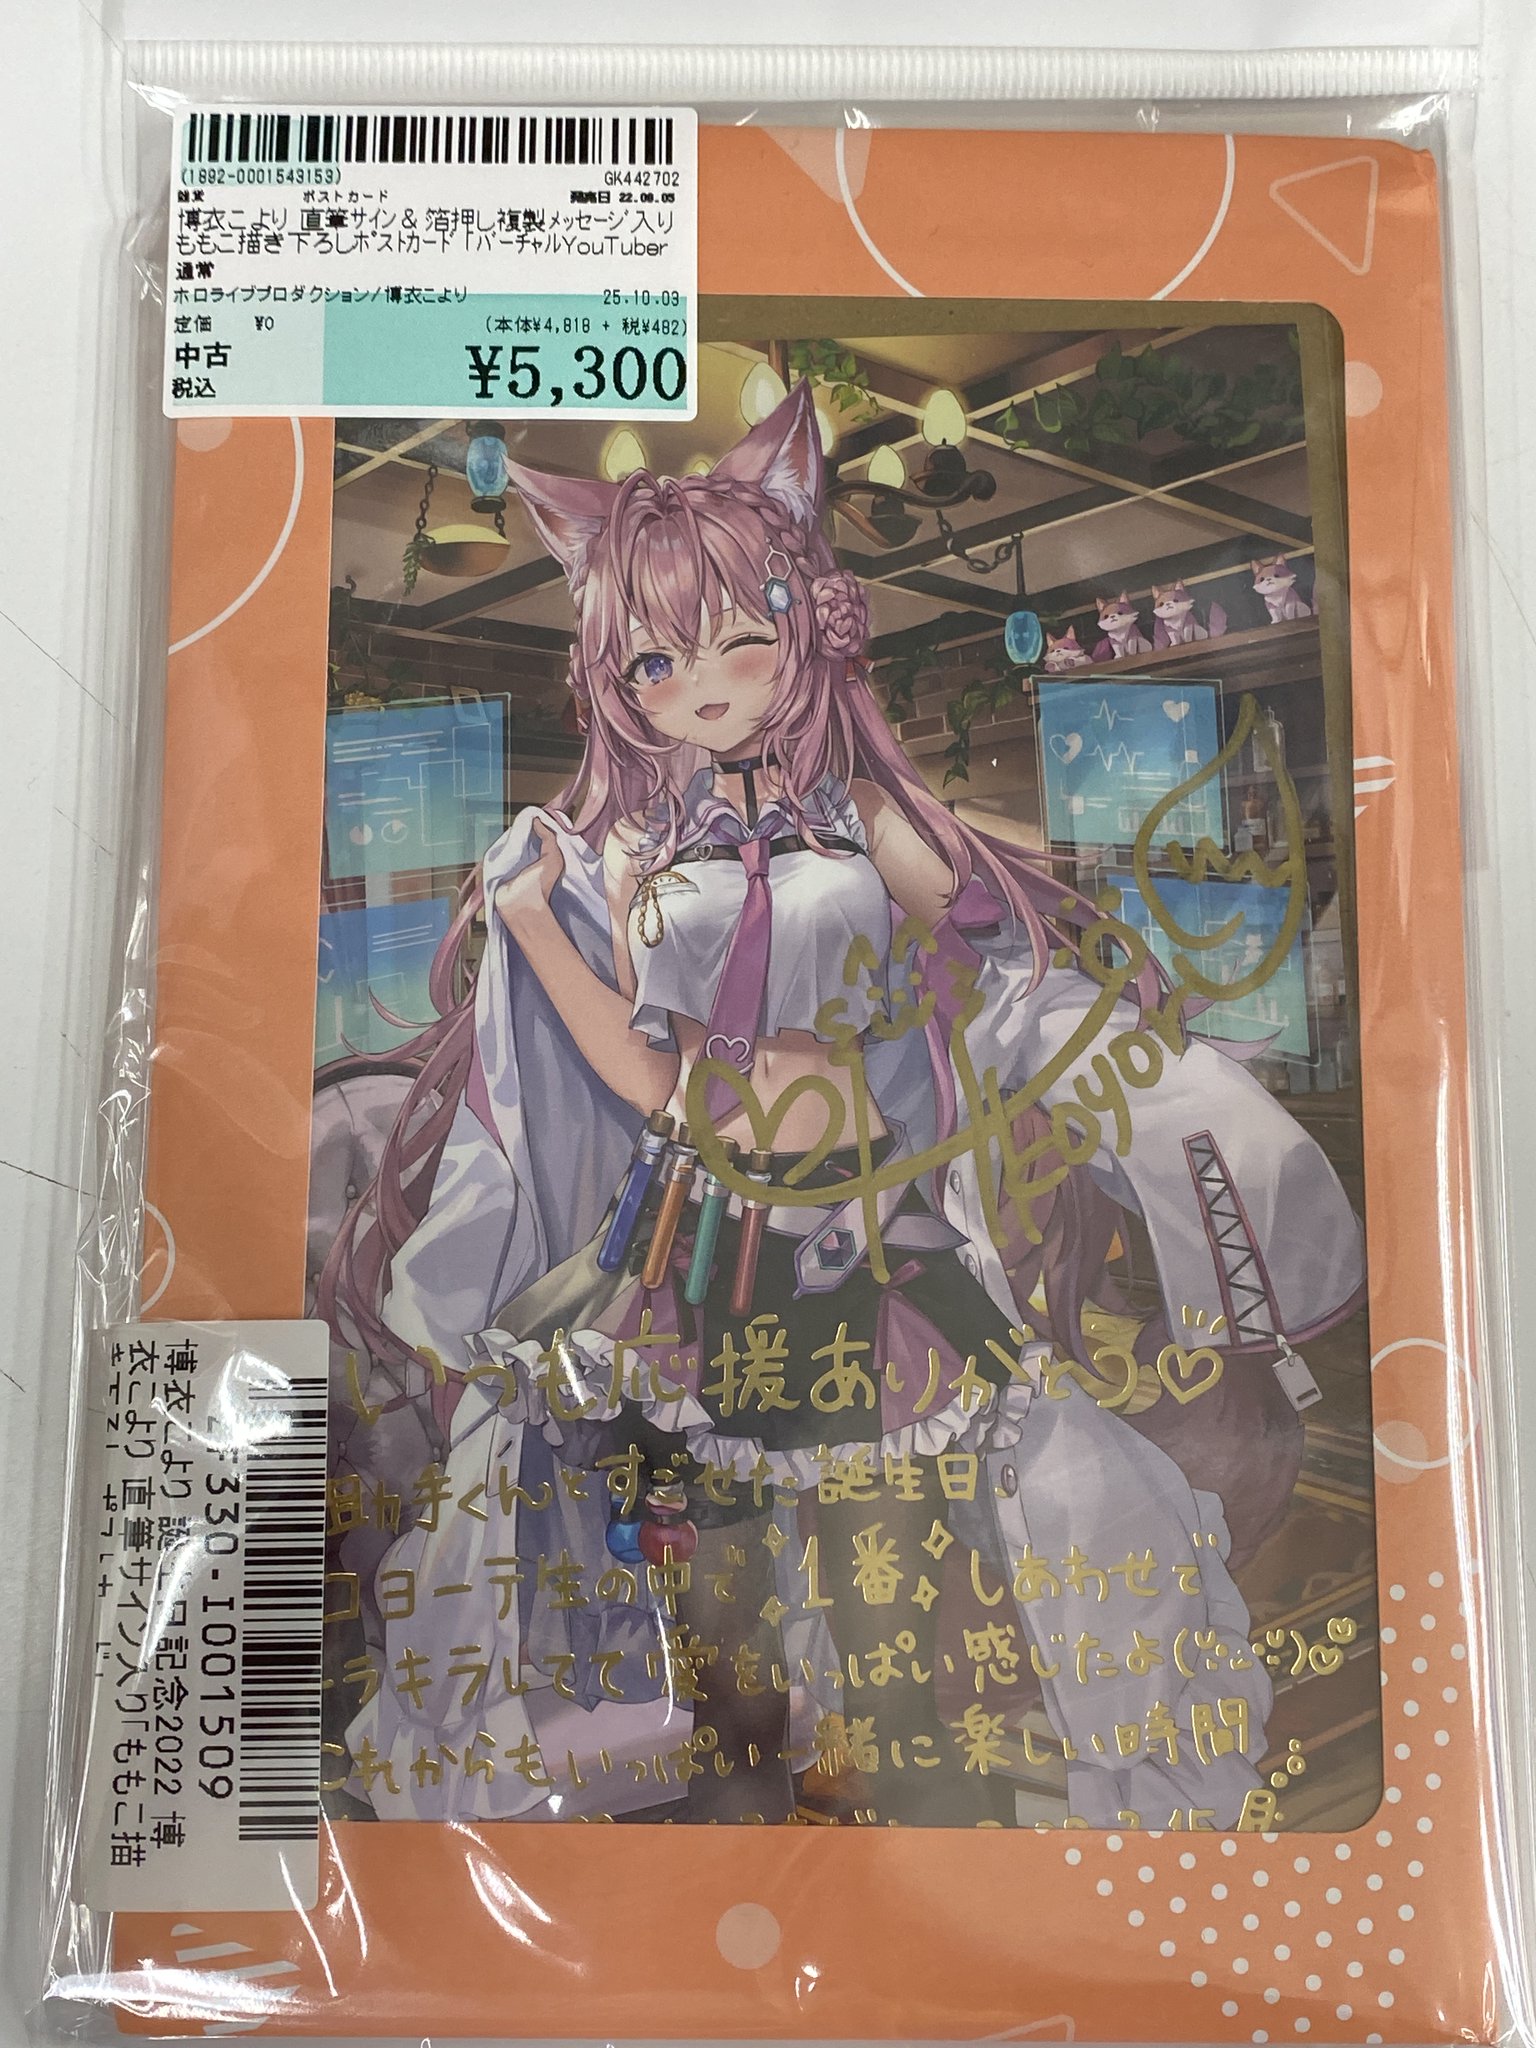 (1892-0001543153)
GK442702
雑貨 ポストカード 発売日 22.08.05
博衣こより 直筆サイン&箔押し複製メッセージ入り
ももこ描き下ろしポストカード 「バーチャルYouTuber
通常
ホロライブプロダクション/博衣こより 25.10.03
定価 ¥0 (本体¥4,818 + 税¥482)
中古
税込
¥5,300
Koyori
いつも応援ありがとう♡
助手くんとすごせた誕生日。
コヨーテ生の中で1番しあわせで
キラキラしてて愛をいっぱい感じたよ
これからもいっぱい一緒に楽しい時間
330-I001509
博衣こより 誕生日記念2022 博
衣こより 直筆サイン入り「ももこ描